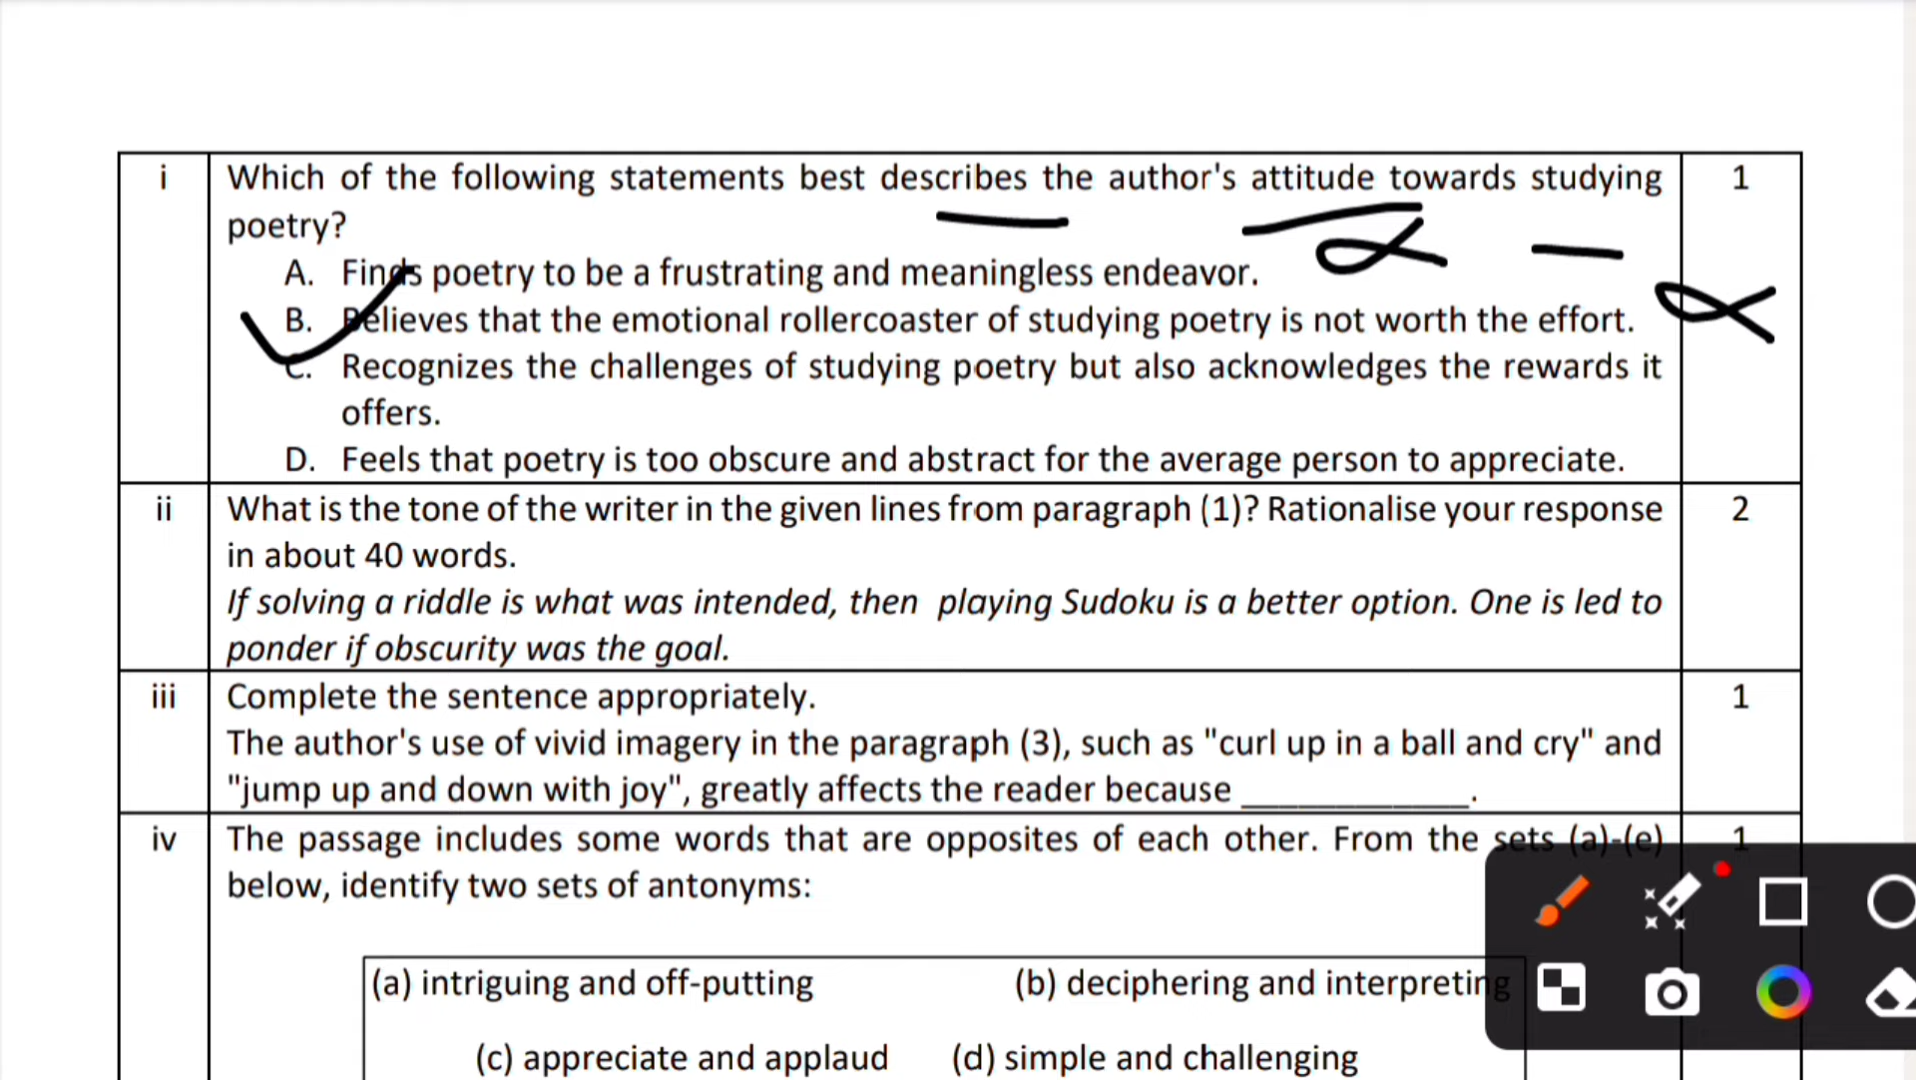 i Which of the following statements best describes the author's attitude towards studying 1
poetry?
A. Finds poetry to be a frustrating and meaningless endeavor.
B. Believes that the emotional rollercoaster of studying poetry is not worth the effort.
C. Recognizes the challenges of studying poetry but also acknowledges the rewards it
offers.
D. Feels that poetry is too obscure and abstract for the average person to appreciate.
ii What is the tone of the writer in the given lines from paragraph (1)? Rationalise your response 2
in about 40 words.
If solving a riddle is what was intended, then playing Sudoku is a better option. One is led to
ponder if obscurity was the goal.
iii Complete the sentence appropriately. 1
The author's use of vivid imagery in the paragraph (3), such as "curl up in a ball and cry" and
"jump up and down with joy", greatly affects the reader because ____________.
iv The passage includes some words that are opposites of each other. From the sets (a)-(e) 1
below, identify two sets of antonyms:
(a) intriguing and off-putting (b) deciphering and interpreting
(c) appreciate and applaud (d) simple and challenging